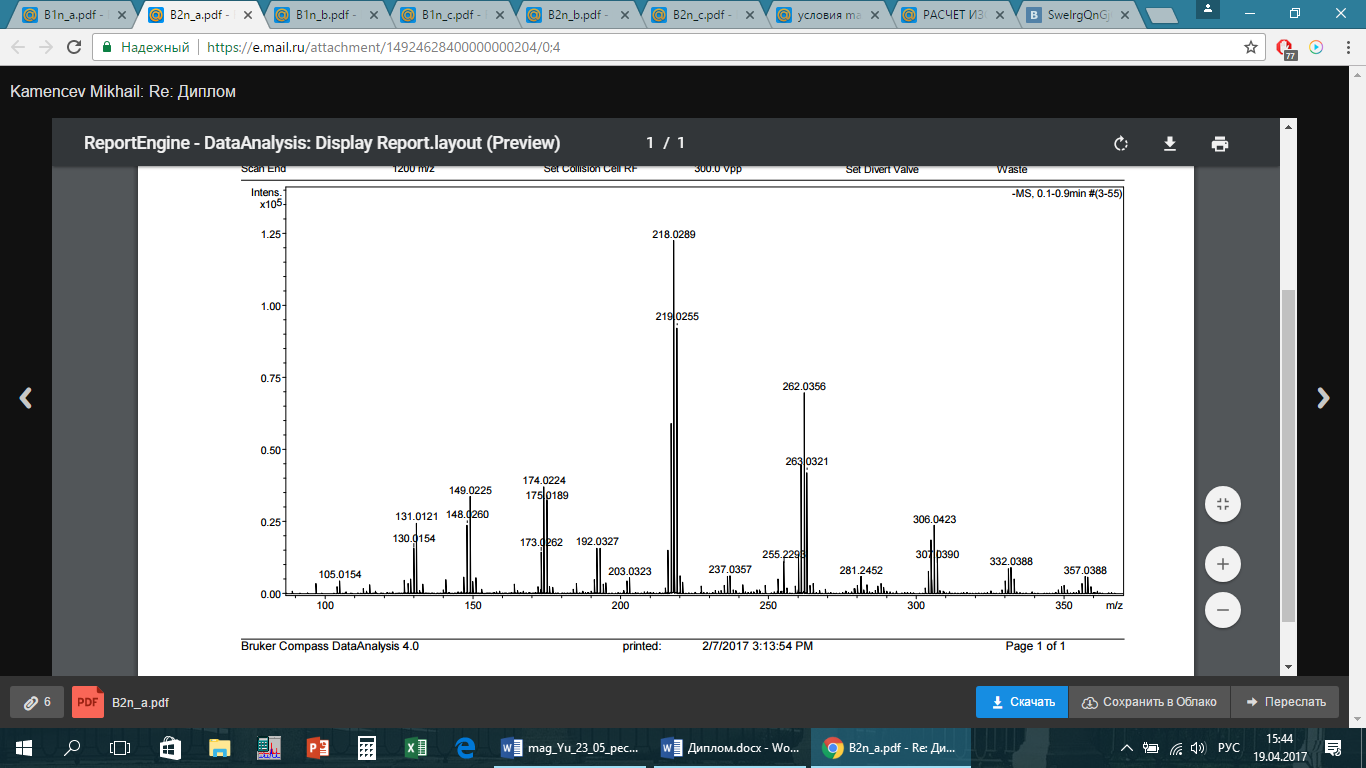 B1n_a.pdf -
B2n_a.pdf -
B1n_b.pdf -
B1n_c.pdf -
B2n_b.pdf -
B2n_c.pdf -
условия ma
РАСЧЕТ ИЗ
Надежный
https://e.mail.ru/attachment/14924628400000000204/0;4
77
Kamencev Mikhail: Re: Диплом
ReportEngine - DataAnalysis: Display Report.layout (Preview)
1 / 1
Scan End 1200 m/z Set Collision Cell RF 300.0 Vpp Set Divert Valve Waste
Intens.
x10⁵
-MS, 0.1-0.9min #(3-55)
1.25
1.00
0.75
0.50
0.25
0.00
218.0289
219.0255
262.0356
263.0321
174.0224
175.0189
149.0225
148.0260
131.0121
130.0154
173.0262
192.0327
306.0423
307.0390
105.0154
203.0323
237.0357
281.2452
332.0388
357.0388
100 150 200 250 300 350 m/z
Bruker Compass DataAnalysis 4.0 printed: 2/7/2017 3:13:54 PM Page 1 of 1
6
PDF
B2n_a.pdf
Скачать
Сохранить в Облако
Переслать
mag_Yu_23_05_рес...
Диплом.docx - Wo...
B2n_a.pdf - Re: Ди...
РУС
15:44
19.04.2017